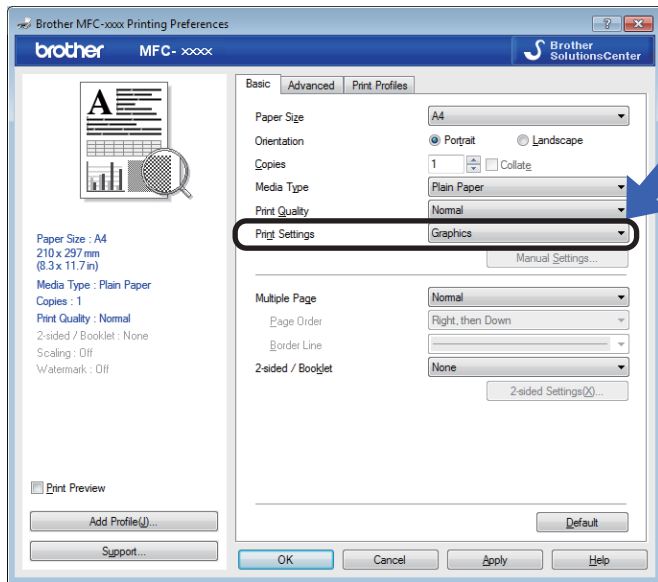 Brother MFC-xxxx Printing Preferences
brother MFC- xxxx
Brother
SolutionsCenter
A
Paper Size : A4
210 x 297 mm
(8.3 x 11.7 in)
Media Type : Plain Paper
Copies : 1
Print Quality : Normal
2-sided / Booklet : None
Scaling : Off
Watermark : Off
Print Preview
Add Profile(J)...
Support...
Basic Advanced Print Profiles
Paper Size A4
Orientation Portrait Landscape
Copies 1 Collate
Media Type Plain Paper
Print Quality Normal
Print Settings Graphics
Manual Settings...
Multiple Page Normal
Page Order Right, then Down
Border Line
2-sided / Booklet None
2-sided Settings(X)...
Default
OK Cancel Apply Help